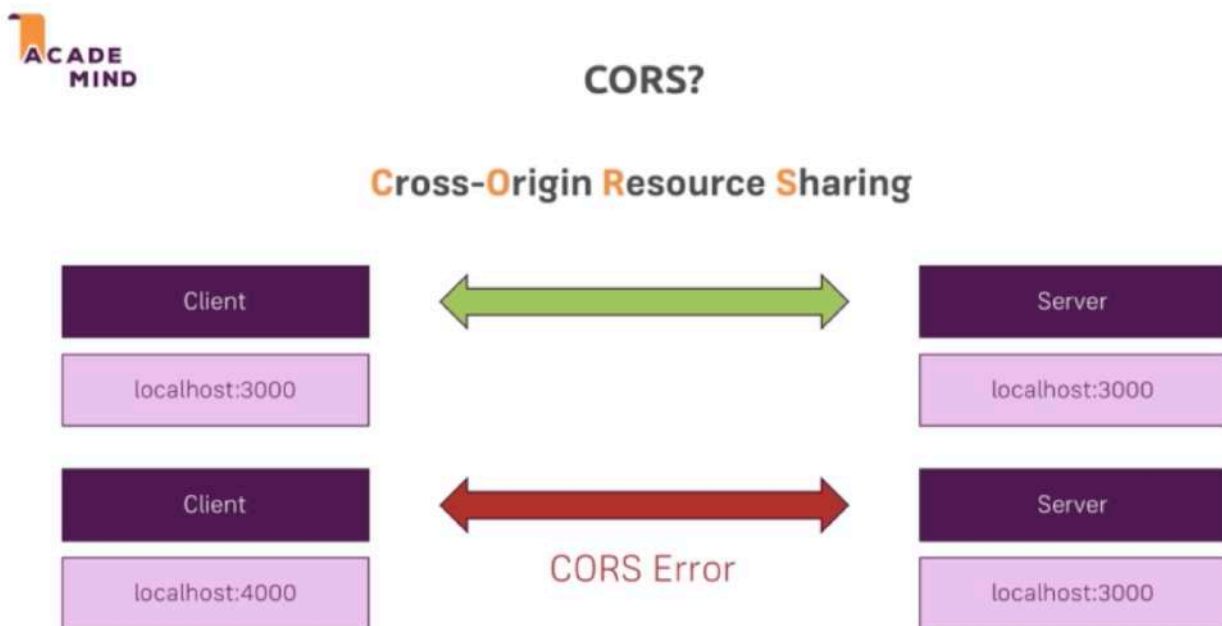 ACADE
MIND
CORS?
Cross-Origin Resource Sharing
Client
Server
localhost:3000
localhost:3000
Client
Server
CORS Error
localhost:4000
localhost:3000